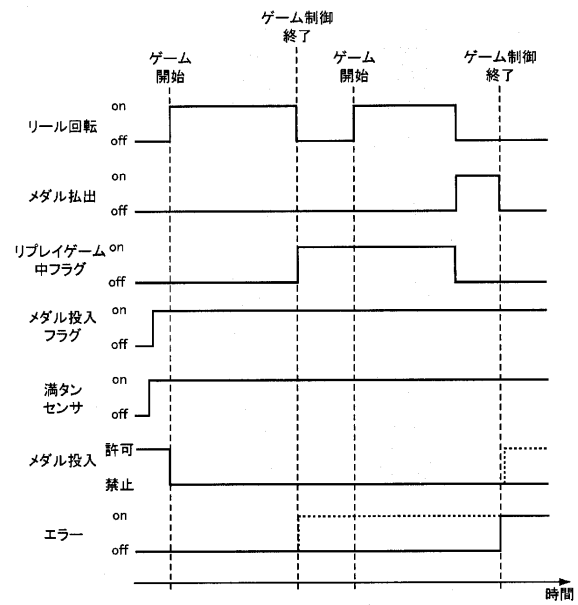 ゲーム制御
終了
ゲーム
開始
ゲーム
開始
ゲーム制御
終了
リール回転
on
off
メダル払出
on
off
リプレイゲーム
中フラグ
on
off
メダル投入
フラグ
on
off
満タン
センサ
on
off
メダル投入
許可
禁止
エラー
on
off
時間